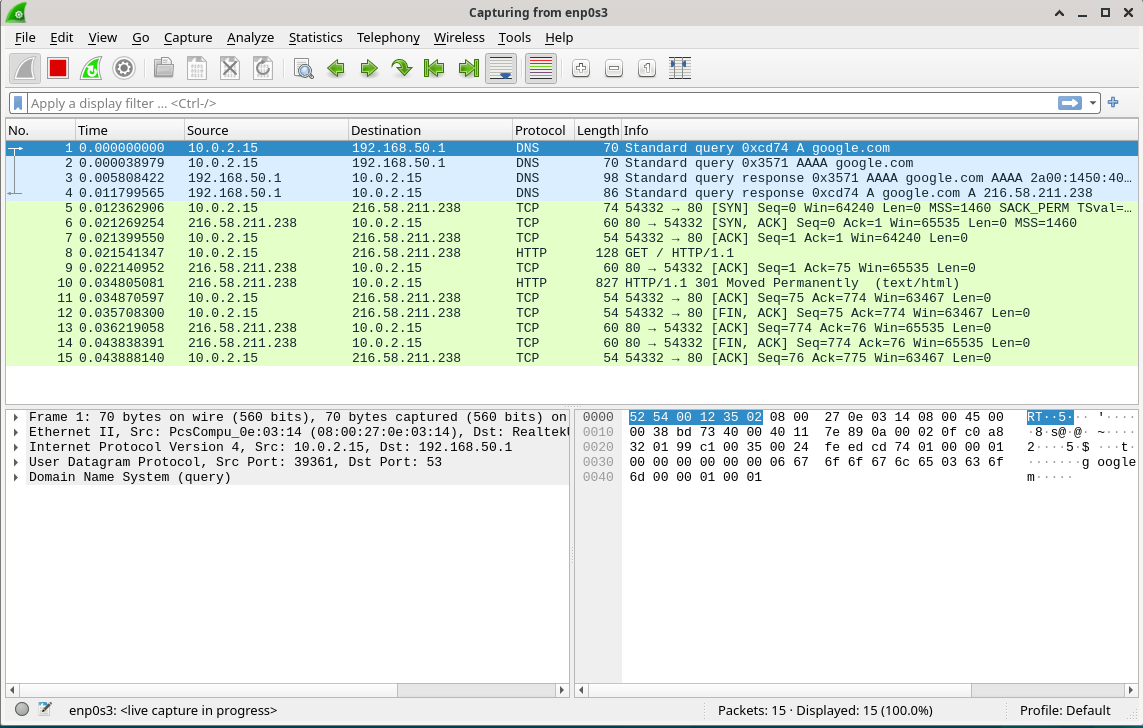 Capturing from enp0s3
File Edit View Go Capture Analyze Statistics Telephony Wireless Tools Help
Apply a display filter ... <Ctrl-/>
No. Time Source Destination Protocol Length Info
1 0.000000000 10.0.2.15 192.168.50.1 DNS 70 Standard query 0xcd74 A google.com
2 0.000038979 10.0.2.15 192.168.50.1 DNS 70 Standard query 0x3571 AAAA google.com
3 0.005808422 192.168.50.1 10.0.2.15 DNS 98 Standard query response 0x3571 AAAA google.com AAAA 2a00:1450:40…
4 0.011799565 192.168.50.1 10.0.2.15 DNS 86 Standard query response 0xcd74 A google.com A 216.58.211.238
5 0.012362906 10.0.2.15 216.58.211.238 TCP 74 54332 → 80 [SYN] Seq=0 Win=64240 Len=0 MSS=1460 SACK_PERM TSval=…
6 0.021269254 216.58.211.238 10.0.2.15 TCP 60 80 → 54332 [SYN, ACK] Seq=0 Ack=1 Win=65535 Len=0 MSS=1460
7 0.021399550 10.0.2.15 216.58.211.238 TCP 54 54332 → 80 [ACK] Seq=1 Ack=1 Win=64240 Len=0
8 0.021541347 10.0.2.15 216.58.211.238 HTTP 128 GET / HTTP/1.1
9 0.022140952 216.58.211.238 10.0.2.15 TCP 60 80 → 54332 [ACK] Seq=1 Ack=75 Win=65535 Len=0
10 0.034805081 216.58.211.238 10.0.2.15 HTTP 827 HTTP/1.1 301 Moved Permanently (text/html)
11 0.034870597 10.0.2.15 216.58.211.238 TCP 54 54332 → 80 [ACK] Seq=75 Ack=774 Win=63467 Len=0
12 0.035708300 10.0.2.15 216.58.211.238 TCP 54 54332 → 80 [FIN, ACK] Seq=75 Ack=774 Win=63467 Len=0
13 0.036219058 216.58.211.238 10.0.2.15 TCP 60 80 → 54332 [ACK] Seq=774 Ack=76 Win=65535 Len=0
14 0.043838391 216.58.211.238 10.0.2.15 TCP 60 80 → 54332 [FIN, ACK] Seq=774 Ack=76 Win=65535 Len=0
15 0.043888140 10.0.2.15 216.58.211.238 TCP 54 54332 → 80 [ACK] Seq=76 Ack=775 Win=63467 Len=0
Frame 1: 70 bytes on wire (560 bits), 70 bytes captured (560 bits) on
Ethernet II, Src: PcsCompu_0e:03:14 (08:00:27:0e:03:14), Dst: RealtekU
Internet Protocol Version 4, Src: 10.0.2.15, Dst: 192.168.50.1
User Datagram Protocol, Src Port: 39361, Dst Port: 53
Domain Name System (query)
0000 52 54 00 12 35 02 08 00 27 0e 03 14 08 00 45 00 RT··5··· '·····
0010 00 38 bd 73 40 00 40 11 7e 89 0a 00 02 0f c0 a8 ·8·s@·@· ~·······
0020 32 01 99 c1 00 35 00 24 fe ed cd 74 01 00 00 01 2····5·$ ···t····
0030 00 00 00 00 00 00 06 67 6f 6f 67 6c 65 03 63 6f ·······g oogle
0040 6d 00 00 01 00 01 m·····
enp0s3: <live capture in progress>
Packets: 15 · Displayed: 15 (100.0%)
Profile: Default